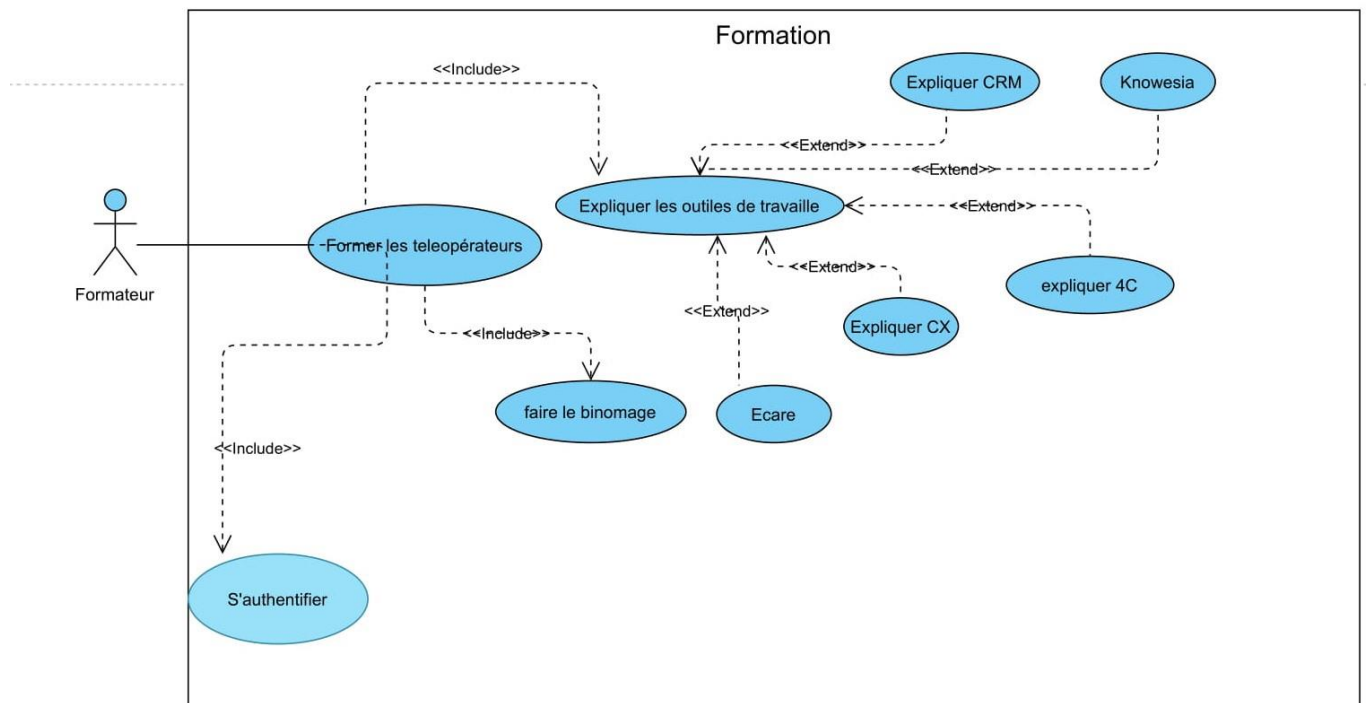 Formation
<<Include>>
Expliquer CRM
Knowesia
<<Extend>>
<<Extend>>
Expliquer les outiles de travaille
<<Extend>>
Former les teleopérateurs
Formateur
<<Extend>>
expliquer 4C
<<Extend>>
Expliquer CX
<<Include>>
faire le binomage
Ecare
<<Include>>
S'authentifier